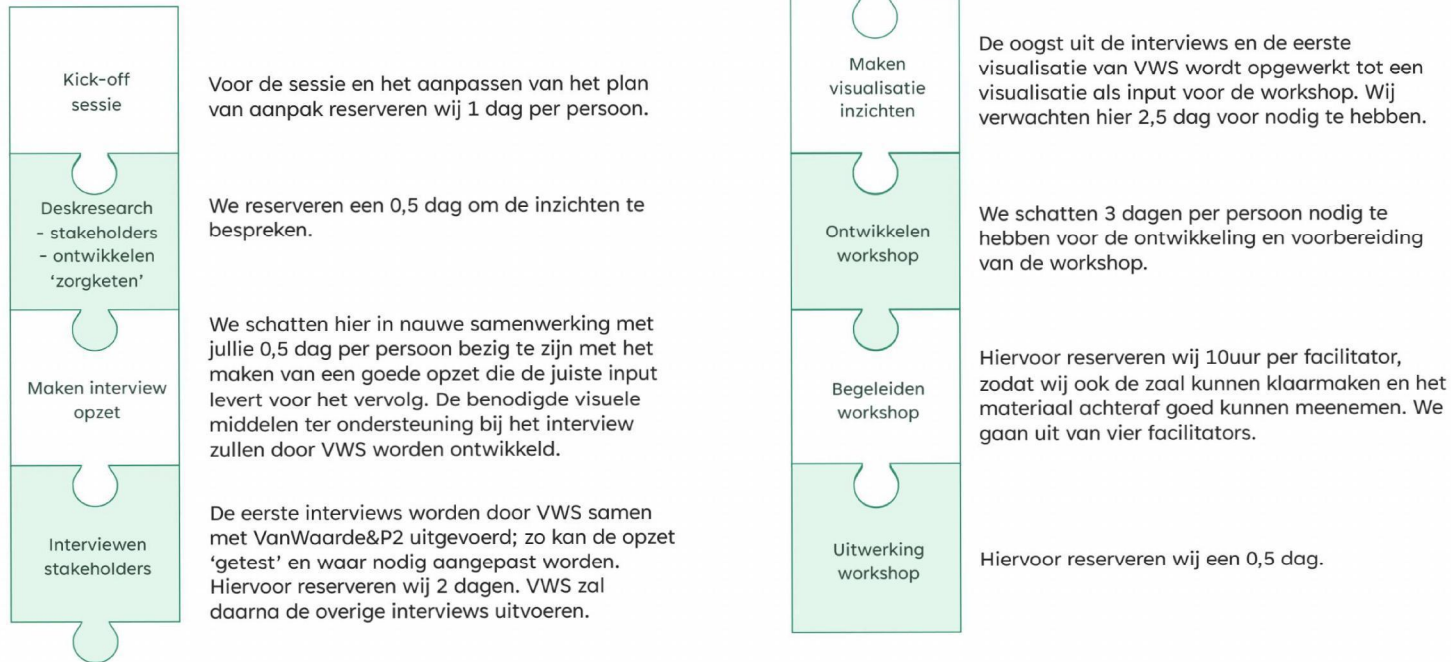 Kick-off
sessie
Voor de sessie en het aanpassen van het plan
van aanpak reserveren wij 1 dag per persoon.
Deskresearch
- stakeholders
- ontwikkelen
‘zorgketen’
We reserveren een 0,5 dag om de inzichten te
bespreken.
Maken interview
opzet
We schatten hier in nauwe samenwerking met
jullie 0,5 dag per persoon bezig te zijn met het
maken van een goede opzet die de juiste input
levert voor het vervolg. De benodigde visuele
middelen ter ondersteuning bij het interview
zullen door VWS worden ontwikkeld.
Interviewen
stakeholders
De eerste interviews worden door VWS samen
met VanWaarde&P2 uitgevoerd; zo kan de opzet
‘getest’ en waar nodig aangepast worden.
Hiervoor reserveren wij 2 dagen. VWS zal
daarna de overige interviews uitvoeren.
Maken
visualisatie
inzichten
De oogst uit de interviews en de eerste
visualisatie van VWS wordt opgewerkt tot een
visualisatie als input voor de workshop. Wij
verwachten hier 2,5 dag voor nodig te hebben.
Ontwikkelen
workshop
We schatten 3 dagen per persoon nodig te
hebben voor de ontwikkeling en voorbereiding
van de workshop.
Begeleiden
workshop
Hiervoor reserveren wij 10uur per facilitator,
zodat wij ook de zaal kunnen klaarmaken en het
materiaal achteraf goed kunnen meenemen. We
gaan uit van vier facilitators.
Uitwerking
workshop
Hiervoor reserveren wij een 0,5 dag.